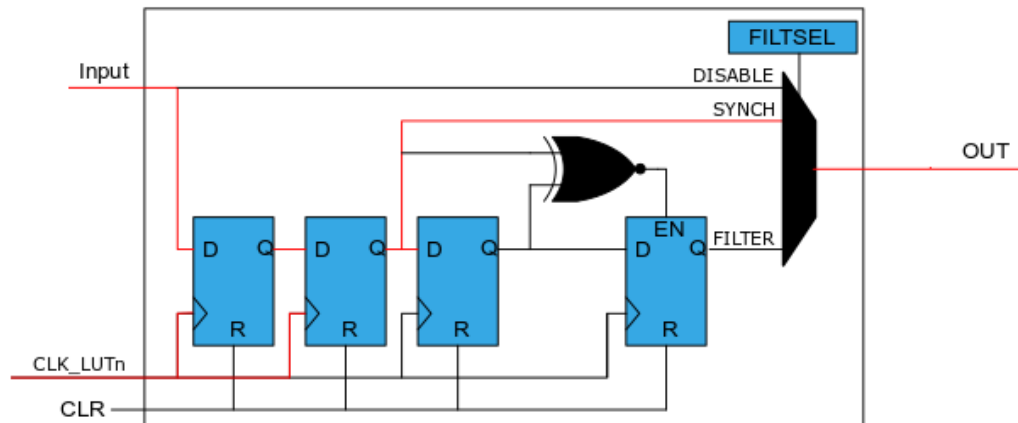 FILTSEL
Input
DISABLE
SYNCH
OUT
EN
D Q D Q D Q D Q FILTER
R R R R
CLK_LUTn
CLR